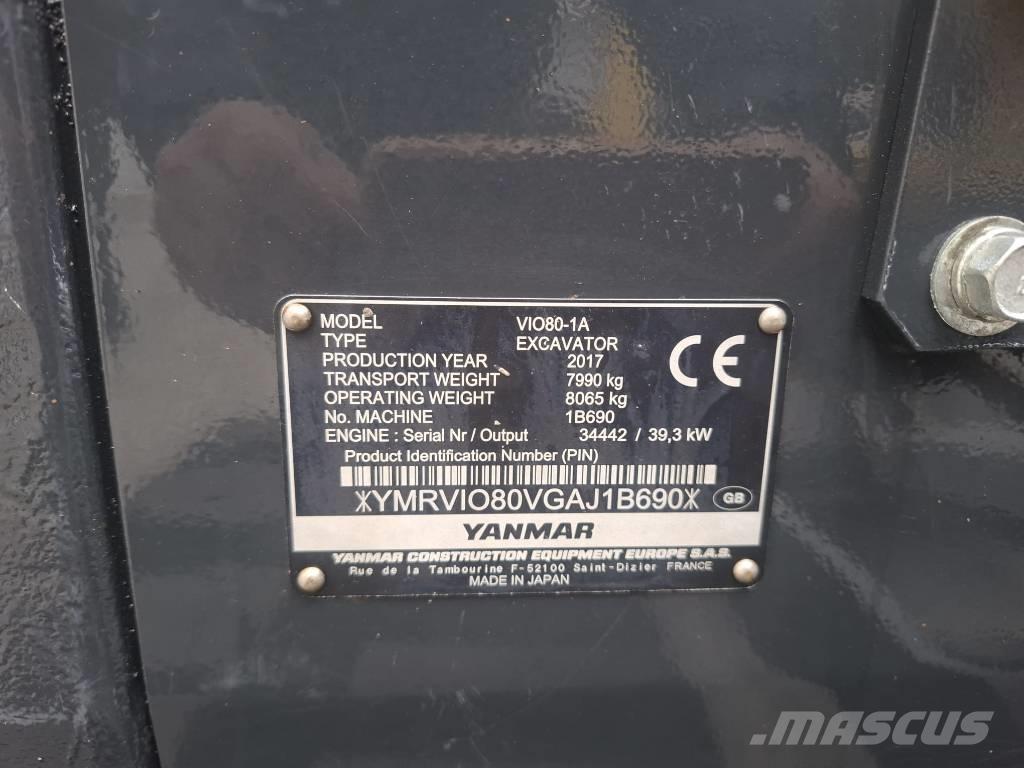 MODEL VIO80-1A
TYPE EXCAVATOR
PRODUCTION YEAR 2017
TRANSPORT WEIGHT 7990 kg
OPERATING WEIGHT 8065 kg
No. MACHINE 1B690
ENGINE : Serial Nr / Output 34442 / 39,3 kW
Product Identification Number (PIN)
*YMRVIO80VGAJ1B690* GB
YANMAR
YANMAR CONSTRUCTION EQUIPMENT EUROPE S.A.S.
Rue de la Tambourine F-52100 Saint-Dizier FRANCE
MADE IN JAPAN
CE
MASCUS